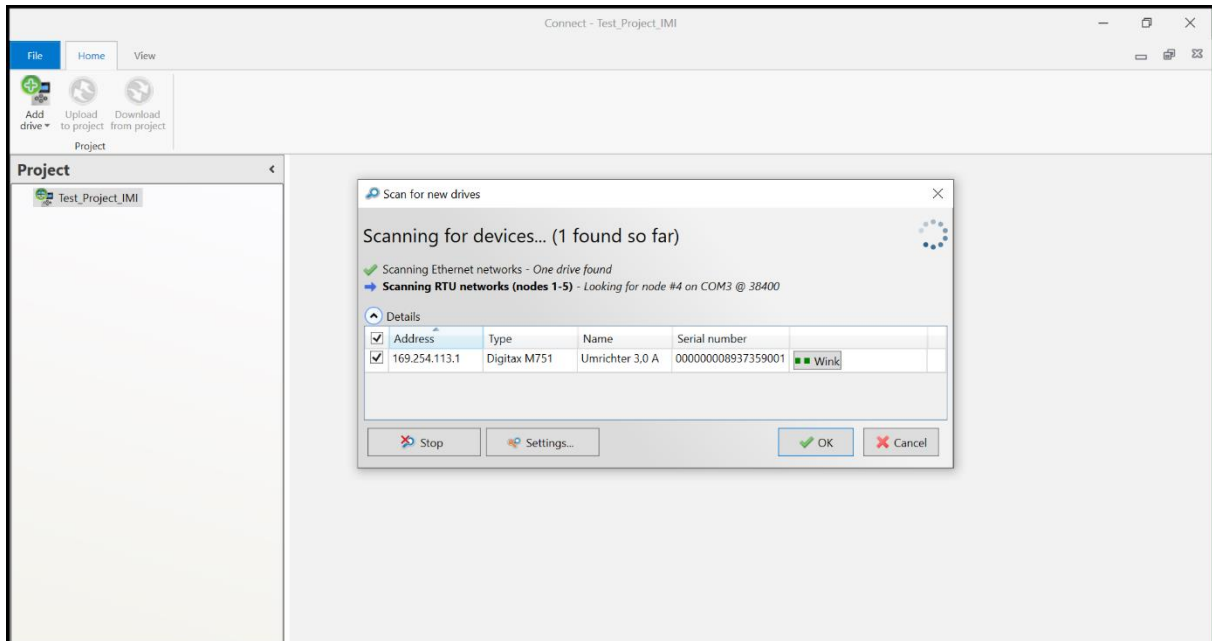 Connect - Test_Project_IMI
File Home View
Add drive
Upload to project
Download from project
Project
Project
Test_Project_IMI
Scan for new drives
Scanning for devices... (1 found so far)
Scanning Ethernet networks - One drive found
Scanning RTU networks (nodes 1-5) - Looking for node #4 on COM3 @ 38400
Details
Address Type Name Serial number
169.254.113.1 Digitax M751 Umrichter 3,0 A 000000008937359001 Wink
Stop Settings... OK Cancel